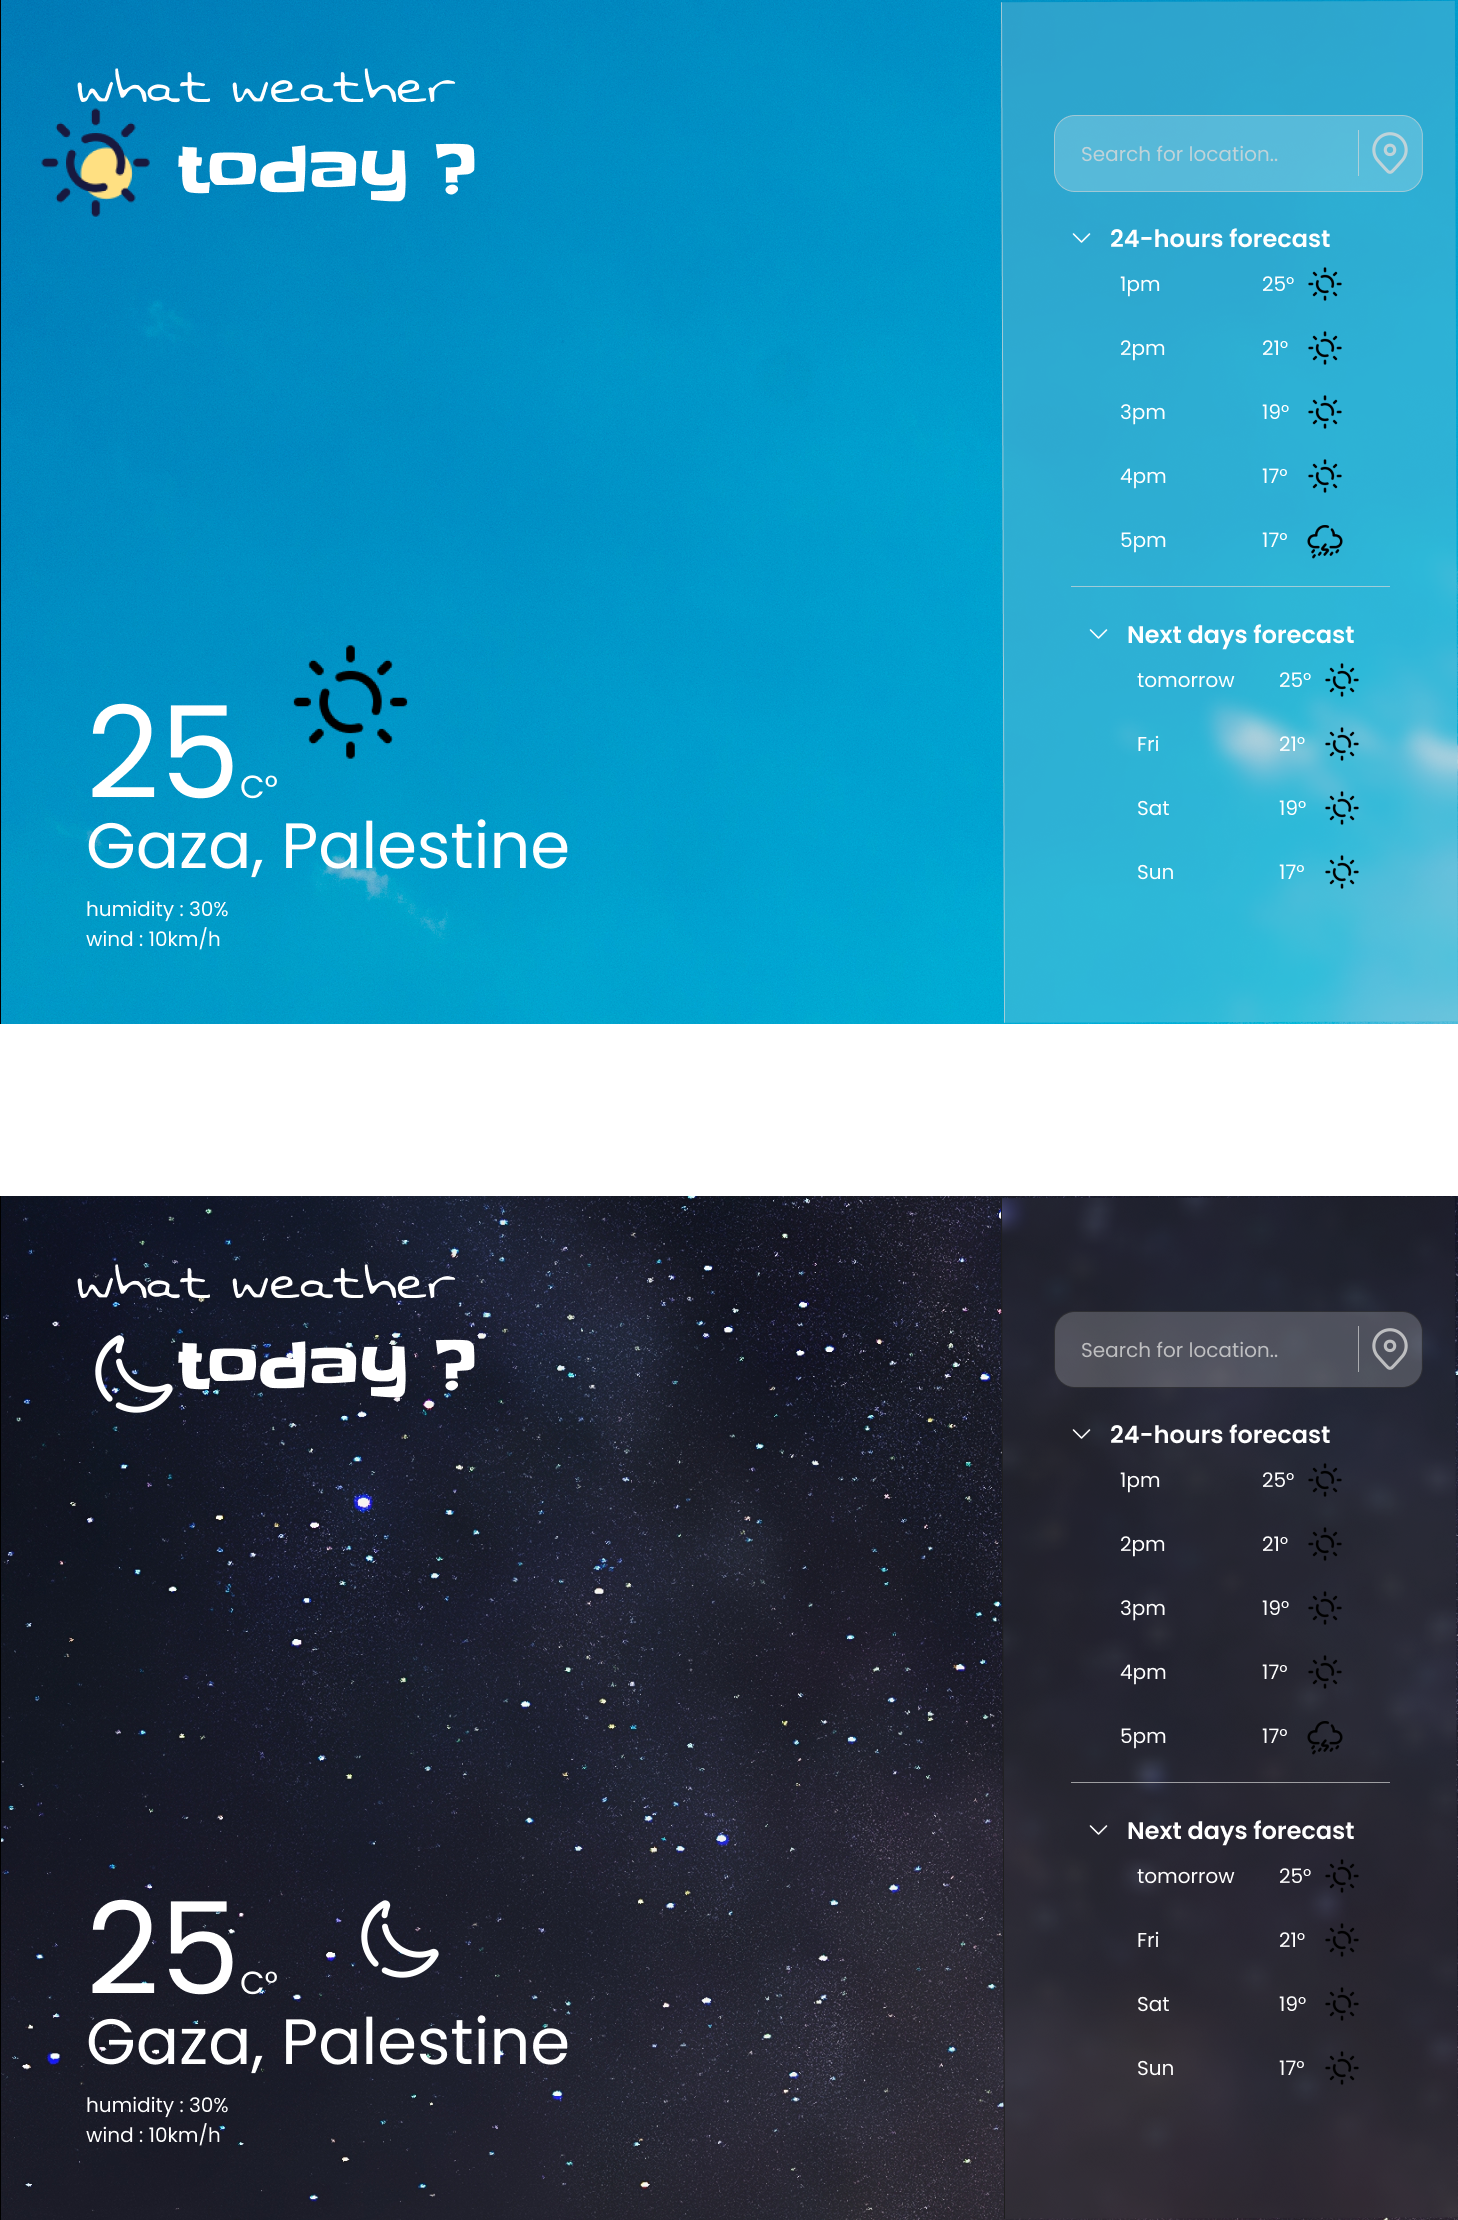 what weather
today ?
25 C°
Gaza, Palestine
humidity : 30%
wind : 10km/h
Search for location..
24-hours forecast
1pm 25°
2pm 21°
3pm 19°
4pm 17°
5pm 17°
Next days forecast
tomorrow 25°
Fri 21°
Sat 19°
Sun 17°
what weather
today ?
25 C°
Gaza, Palestine
humidity : 30%
wind : 10km/h
Search for location..
24-hours forecast
1pm 25°
2pm 21°
3pm 19°
4pm 17°
5pm 17°
Next days forecast
tomorrow 25°
Fri 21°
Sat 19°
Sun 17°